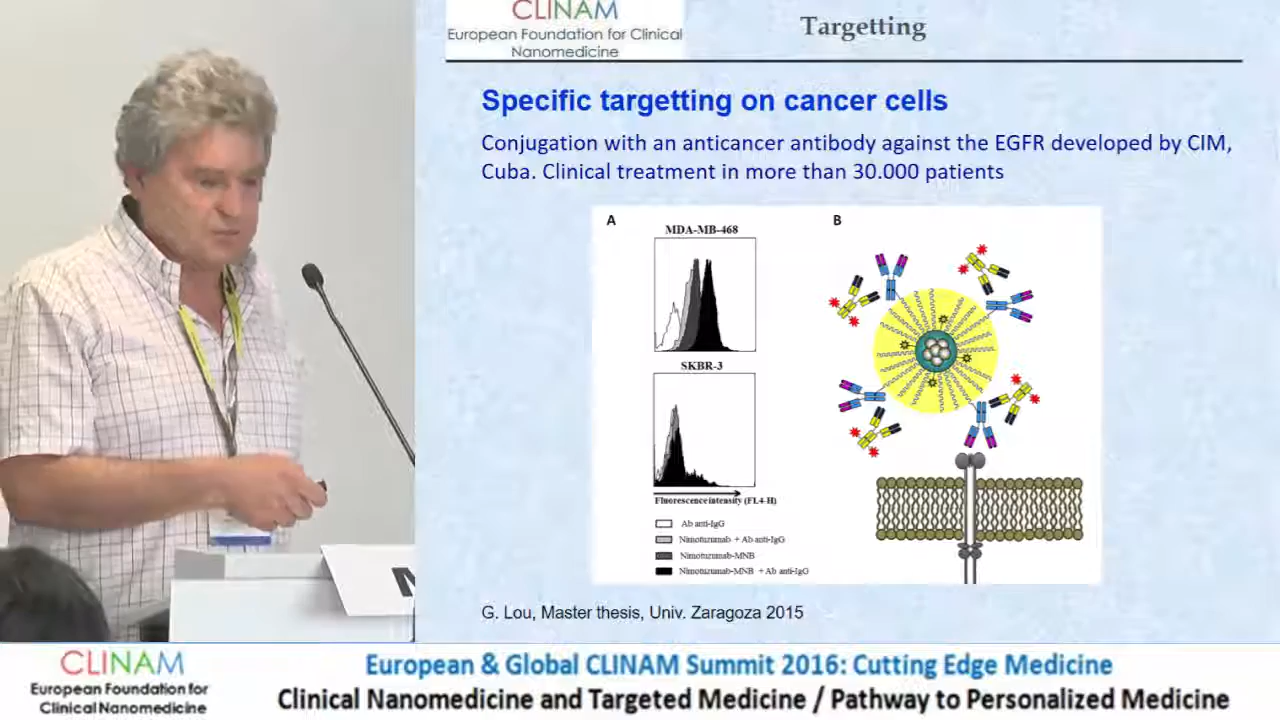 CLINAM
European Foundation for Clinical
Nanomedicine
Targetting
Specific targetting on cancer cells
Conjugation with an anticancer antibody against the EGFR developed by CIM,
Cuba. Clinical treatment in more than 30.000 patients
A
B
MDA-MB-468
SKBR-3
Fluorescence intensity (FL4-H)
Ab anti-IgG
Nimotuzumab + Ab anti-IgG
Nimotuzumab-MNB
Nimotuzumab-MNB + Ab anti-IgG
G. Lou, Master thesis, Univ. Zaragoza 2015
CLINAM
European Foundation for
Clinical Nanomedicine
European & Global CLINAM Summit 2016: Cutting Edge Medicine
Clinical Nanomedicine and Targeted Medicine / Pathway to Personalized Medicine